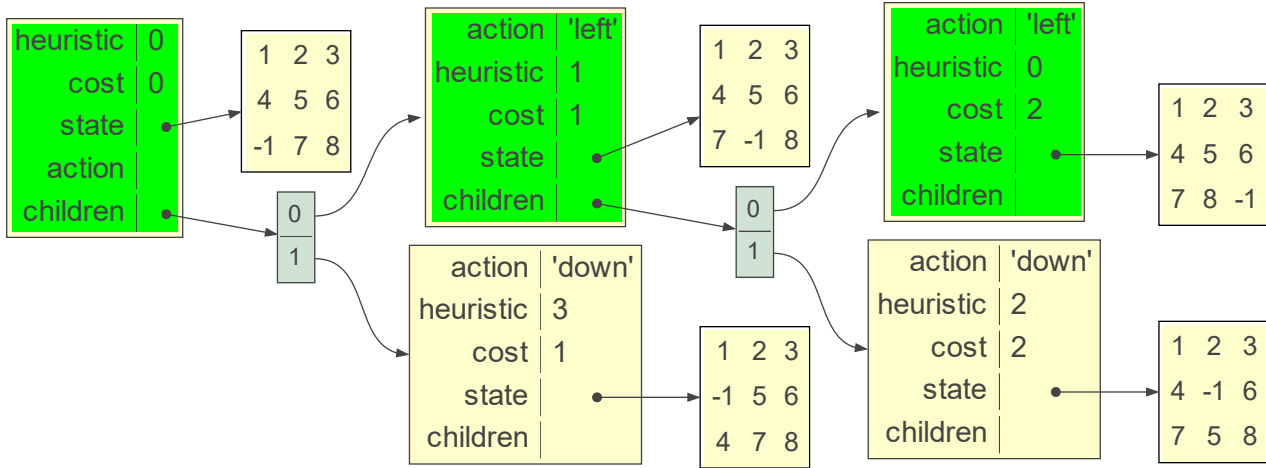 heuristic 0
cost 0
state
action
children
1 2 3
4 5 6
-1 7 8
0
1
action 'left'
heuristic 1
cost 1
state
children
1 2 3
4 5 6
7 -1 8
action 'down'
heuristic 3
cost 1
state
children
1 2 3
-1 5 6
4 7 8
0
1
action 'left'
heuristic 0
cost 2
state
children
1 2 3
4 5 6
7 8 -1
action 'down'
heuristic 2
cost 2
state
children
1 2 3
4 -1 6
7 5 8